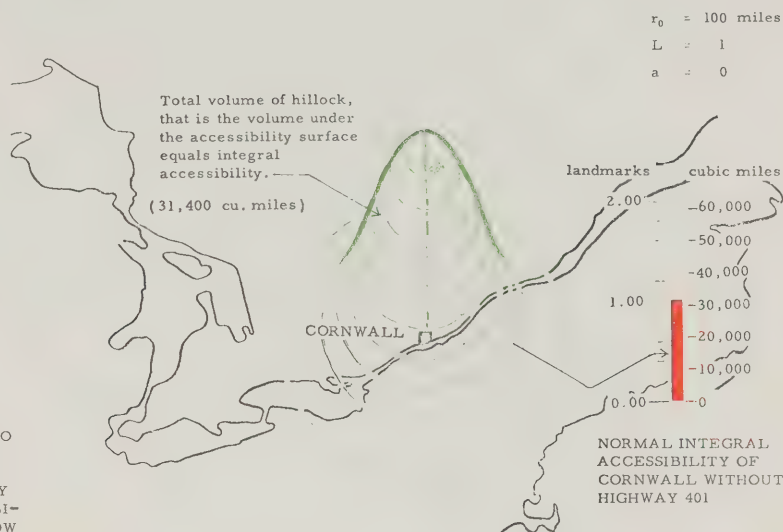 r₀ = 100 miles
L = 1
a = 0
Total volume of hillock,
that is the volume under
the accessibility surface
equals integral
accessibility.
(31,400 cu. miles)
landmarks cubic miles
2.00 -60,000
-50,000
-40,000
1.00 -30,000
-20,000
-10,000
0.00 -0
CORNWALL
NORMAL INTEGRAL
ACCESSIBILITY OF
CORNWALL WITHOUT
HIGHWAY 401
O
Y
BI-
OW